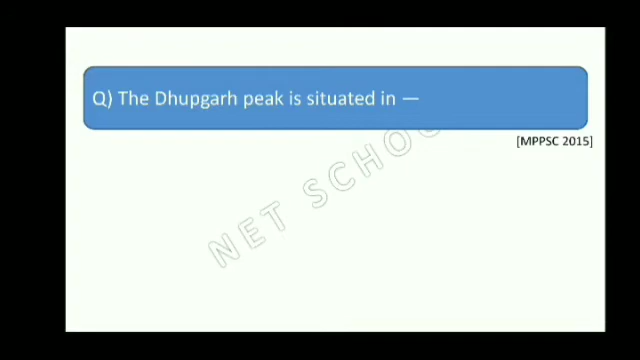 Q) The Dhupgarh peak is situated in —
[MPPSC 2015]
NET SCHO